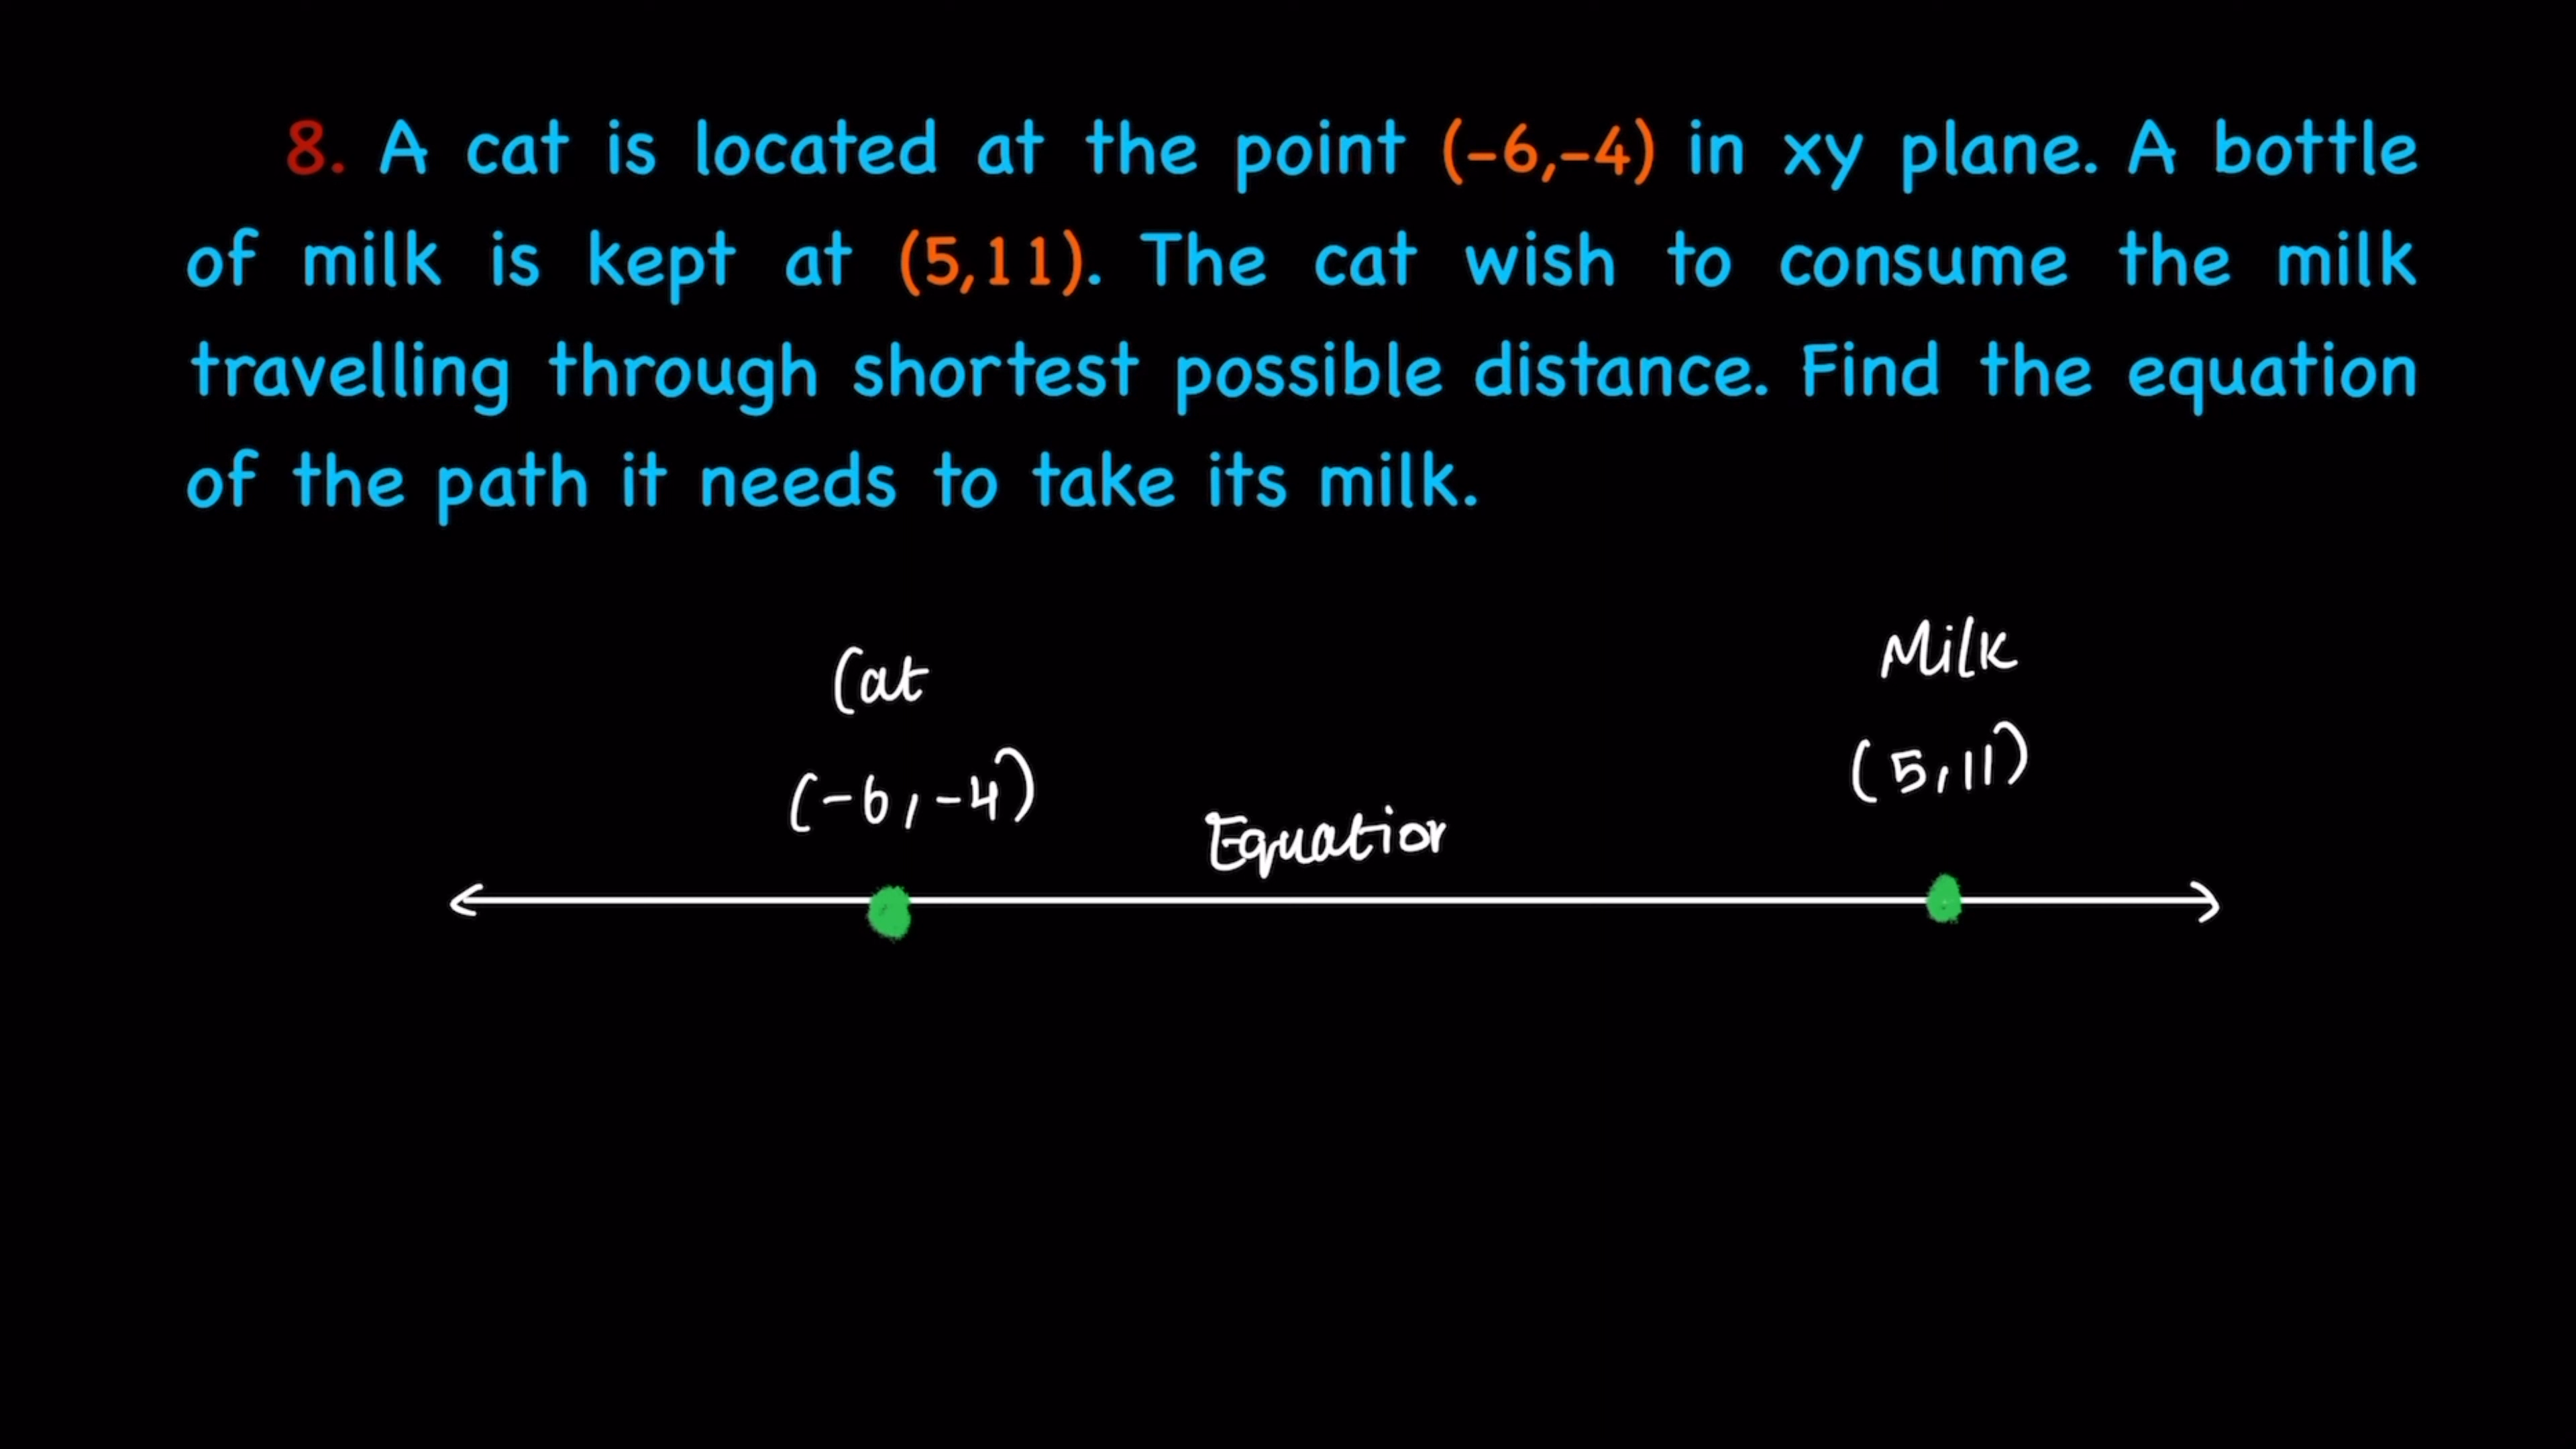 8. A cat is located at the point (-6,-4) in xy plane. A bottle
of milk is kept at (5,11). The cat wish to consume the milk
travelling through shortest possible distance. Find the equation
of the path it needs to take its milk.
Cat
Milk
(-6,-4)
(5,11)
Equation